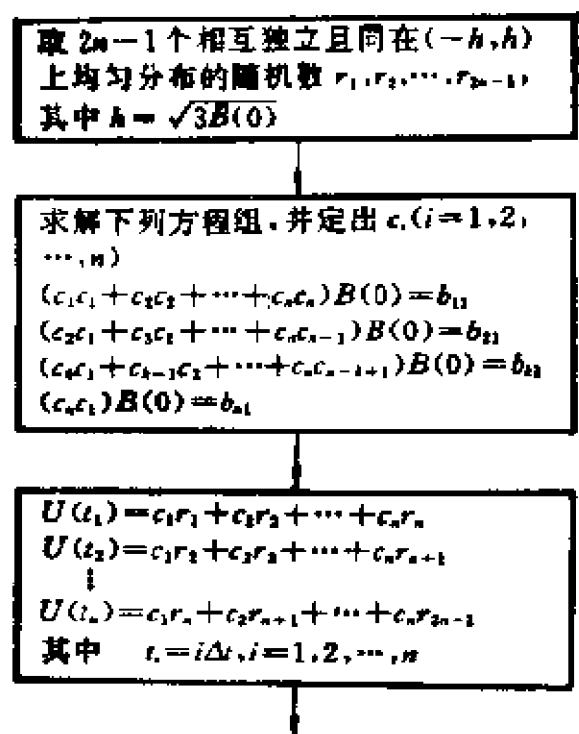 取 2n-1 个相互独立且同在(-h,h)
上均匀分布的随机数 r₁,r₂,⋯,r₂ₙ₋₁,
其中 h=√3B(0)
求解下列方程组,并定出 cᵢ(i=1,2,
⋯,n)
(c₁c₁+c₂c₂+⋯+cₙcₙ)B(0)=b₁₁
(c₂c₁+c₃c₂+⋯+cₙcₙ₋₁)B(0)=b₂₁
(cₖc₁+cₖ₊₁c₂+⋯+cₙcₙ₋ₖ₊₁)B(0)=bₖ₁
(cₙc₁)B(0)=bₙ₁
U(t₁)=c₁r₁+c₂r₂+⋯+cₙrₙ
U(t₂)=c₁r₂+c₂r₃+⋯+cₙrₙ₊₁
⋮
U(tₙ)=c₁rₙ+c₂rₙ₊₁+⋯+cₙr₂ₙ₋₁
其中 tᵢ=iΔt,i=1,2,⋯,n